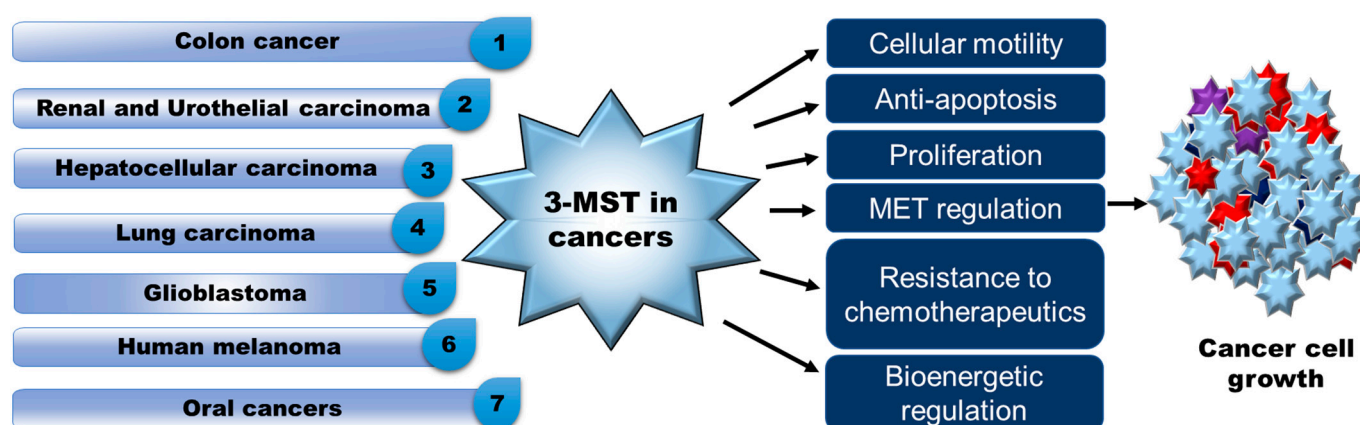 Colon cancer
1
Renal and Urothelial carcinoma
2
Hepatocellular carcinoma
3
Lung carcinoma
4
Glioblastoma
5
Human melanoma
6
Oral cancers
7
3-MST in
cancers
Cellular motility
Anti-apoptosis
Proliferation
MET regulation
Resistance to
chemotherapeutics
Bioenergetic
regulation
Cancer cell
growth